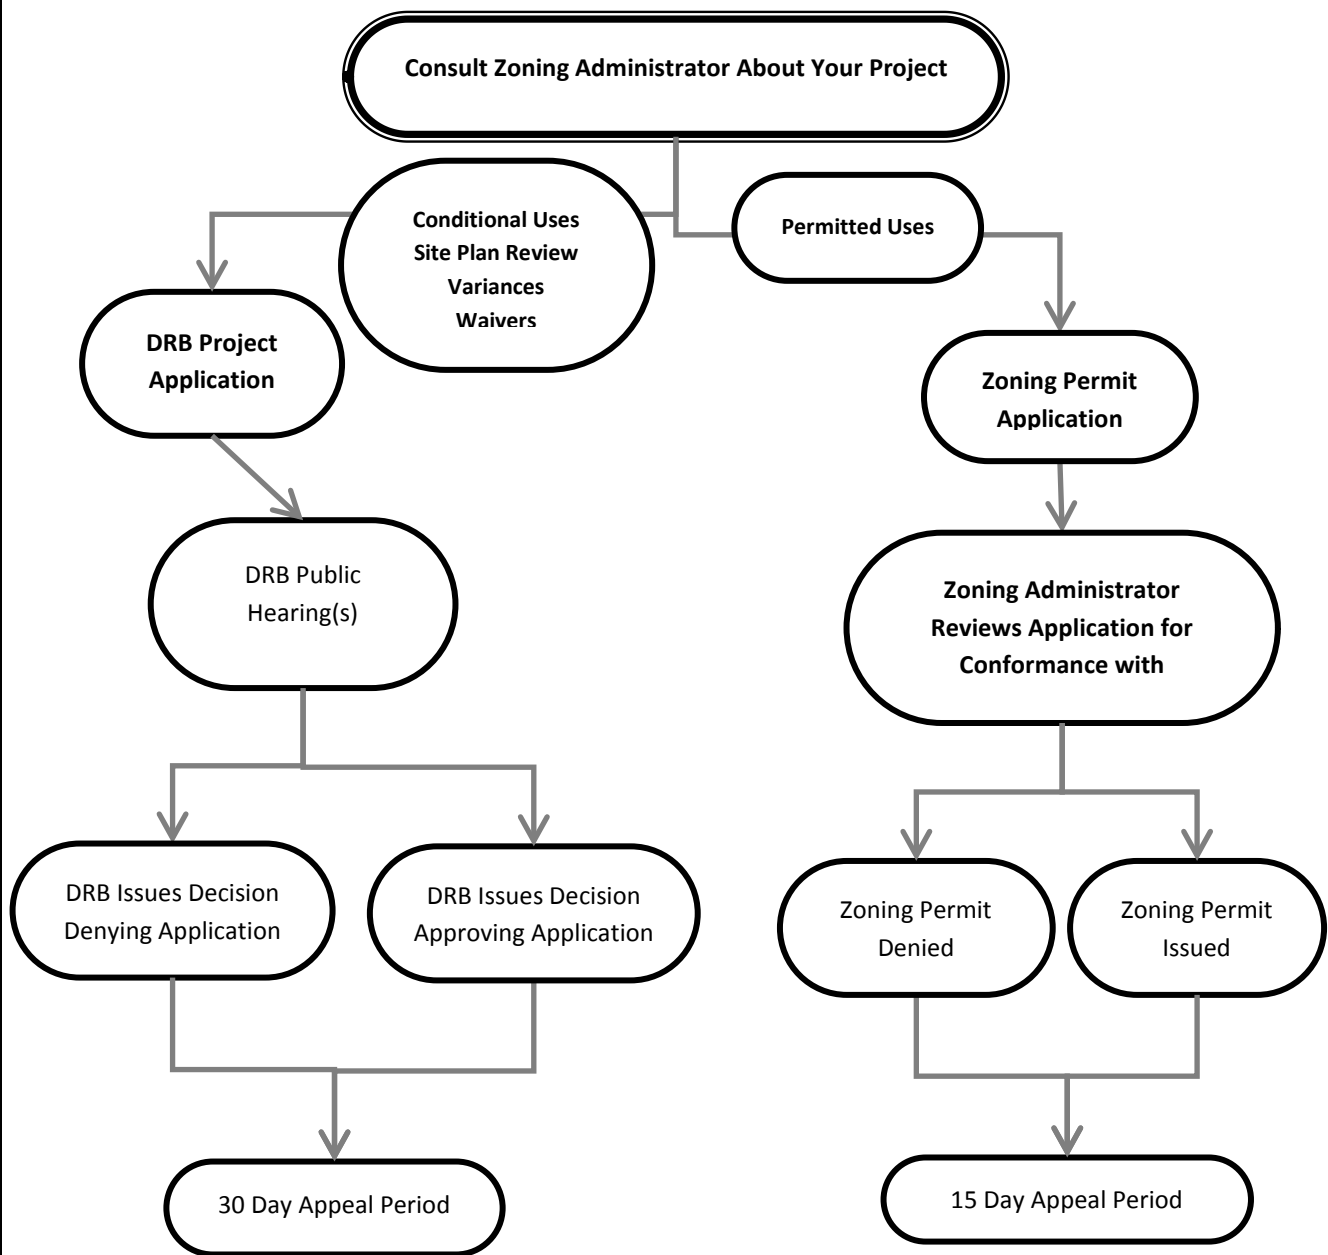 Consult Zoning Administrator About Your Project
Conditional Uses
Site Plan Review
Variances
Waivers
Permitted Uses
DRB Project
Application
Zoning Permit
Application
DRB Public
Hearing(s)
Zoning Administrator
Reviews Application for
Conformance with
DRB Issues Decision
Denying Application
DRB Issues Decision
Approving Application
Zoning Permit
Denied
Zoning Permit
Issued
30 Day Appeal Period
15 Day Appeal Period